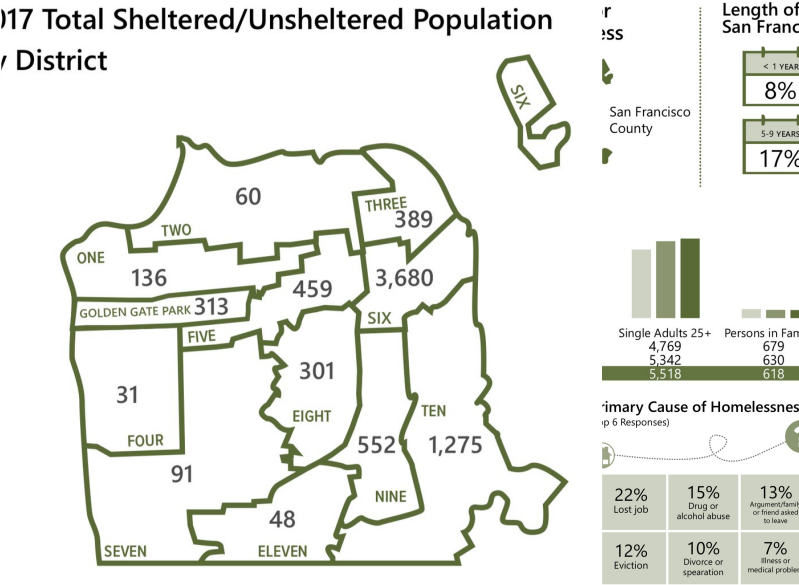 017 Total Sheltered/Unsheltered Population
y District
SIX
60
TWO
THREE
389
ONE
136
459
3,680
GOLDEN GATE PARK 313
SIX
FIVE
301
31
EIGHT
TEN
FOUR
552
1,275
91
NINE
48
SEVEN
ELEVEN
or
ess
San Francisco
County
Length of
San Franc
< 1 YEAR
8%
5-9 YEARS
17%
Single Adults 25+
Persons in Fam
4,769
679
5,342
630
5,518
618
rimary Cause of Homelessnes
op 6 Responses)
22%
Lost job
15%
Drug or
alcohol abuse
13%
Argument/family
or friend asked
to leave
12%
Eviction
10%
Divorce or
spearation
7%
Illness or
medical problem